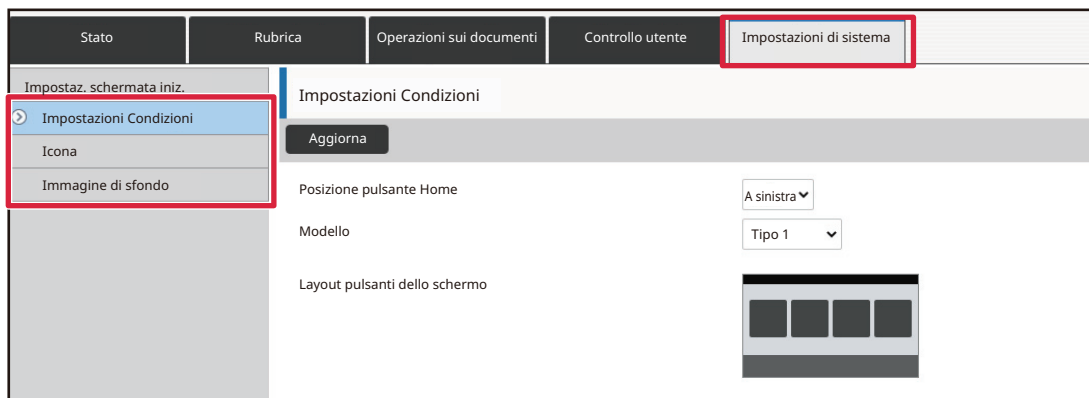 Stato
Rubrica
Operazioni sui documenti
Controllo utente
Impostazioni di sistema
Impostaz. schermata iniz.
Impostazioni Condizioni
Icona
Immagine di sfondo
Impostazioni Condizioni
Aggiorna
Posizione pulsante Home
A sinistra
Modello
Tipo 1
Layout pulsanti dello schermo